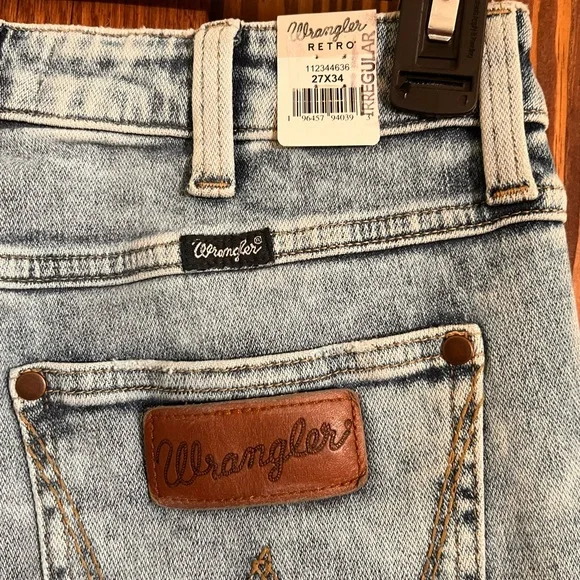 Wrangler
RETRO
112344636
27X34
1 96457 94039
IRREGULAR
Wrangler®
Wrangler